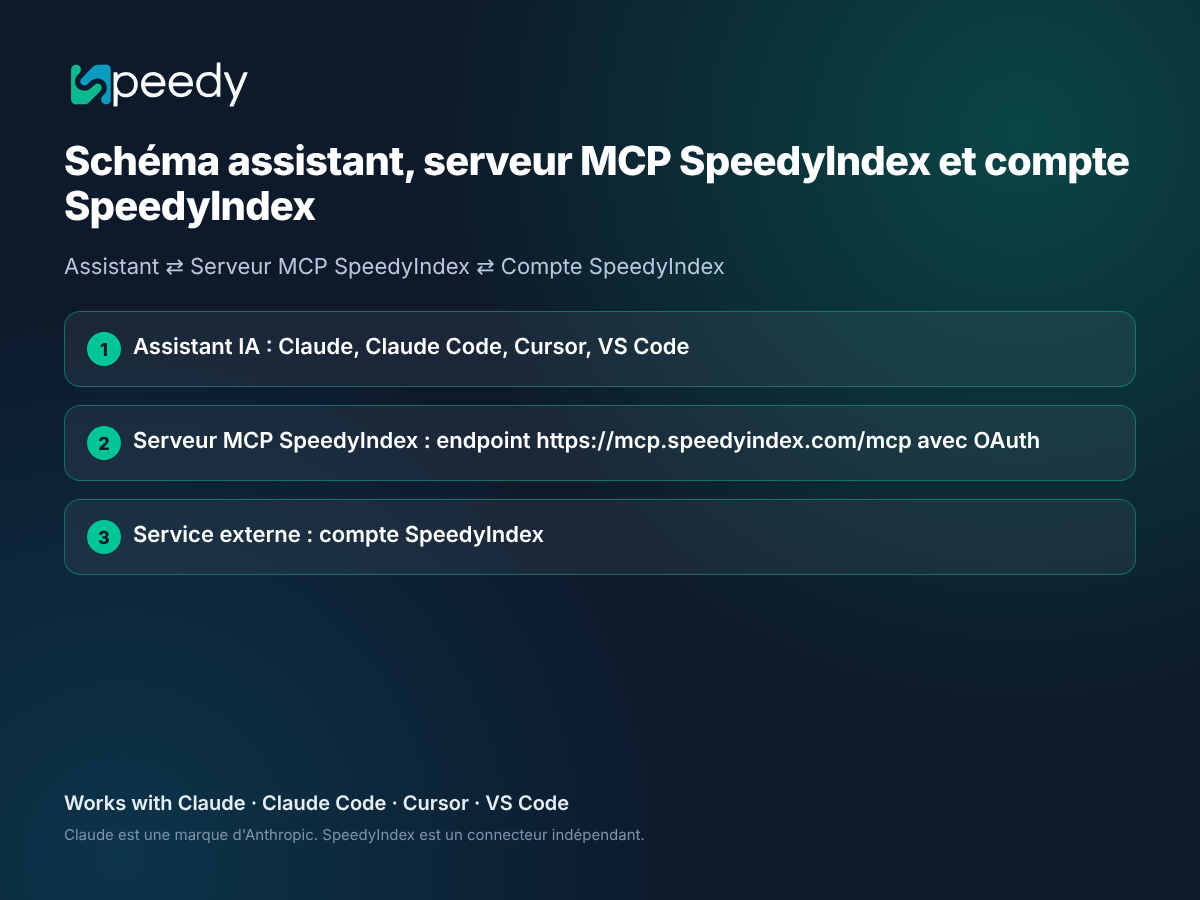 Speedy
Schéma assistant, serveur MCP SpeedyIndex et compte
SpeedyIndex
Assistant ⇄ Serveur MCP SpeedyIndex ⇄ Compte SpeedyIndex
1 Assistant IA : Claude, Claude Code, Cursor, VS Code
2 Serveur MCP SpeedyIndex : endpoint https://mcp.speedyindex.com/mcp avec OAuth
3 Service externe : compte SpeedyIndex
Works with Claude · Claude Code · Cursor · VS Code
Claude est une marque d'Anthropic. SpeedyIndex est un connecteur indépendant.